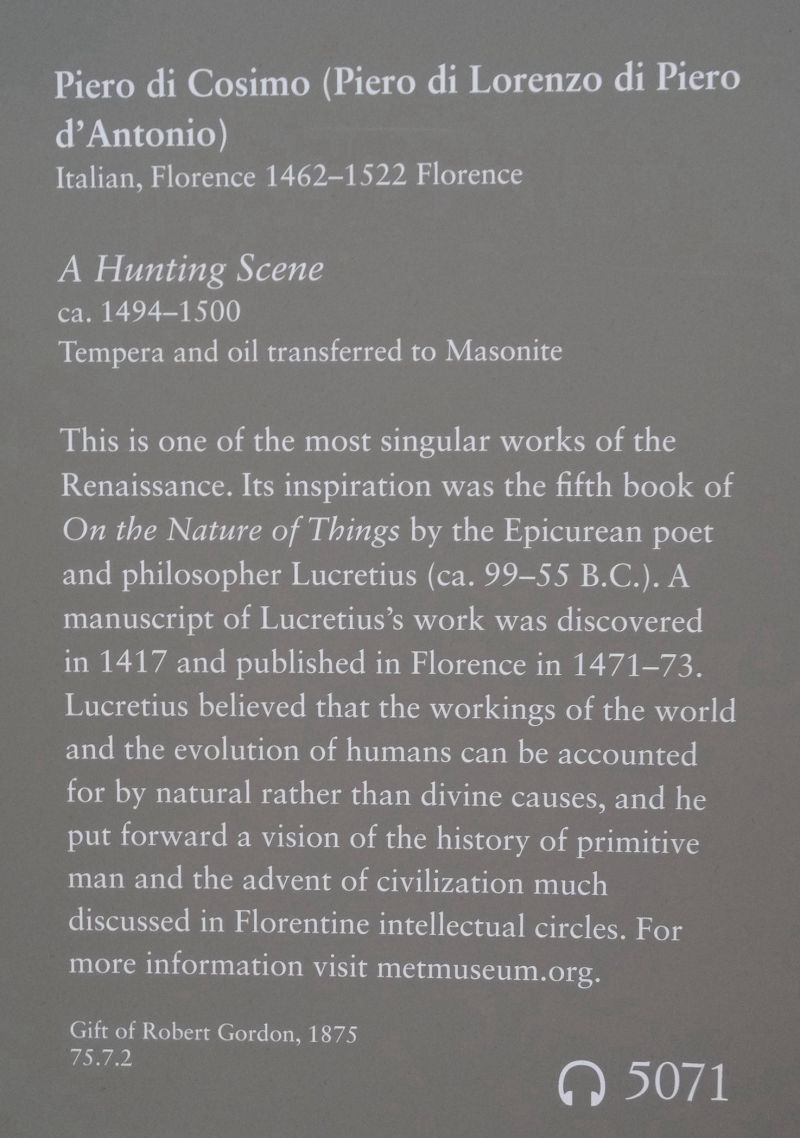 Piero di Cosimo (Piero di Lorenzo di Piero
d'Antonio)
Italian, Florence 1462–1522 Florence
A Hunting Scene
ca. 1494–1500
Tempera and oil transferred to Masonite
This is one of the most singular works of the
Renaissance. Its inspiration was the fifth book of
On the Nature of Things by the Epicurean poet
and philosopher Lucretius (ca. 99–55 B.C.). A
manuscript of Lucretius's work was discovered
in 1417 and published in Florence in 1471–73.
Lucretius believed that the workings of the world
and the evolution of humans can be accounted
for by natural rather than divine causes, and he
put forward a vision of the history of primitive
man and the advent of civilization much
discussed in Florentine intellectual circles. For
more information visit metmuseum.org.
Gift of Robert Gordon, 1875
75.7.2
5071